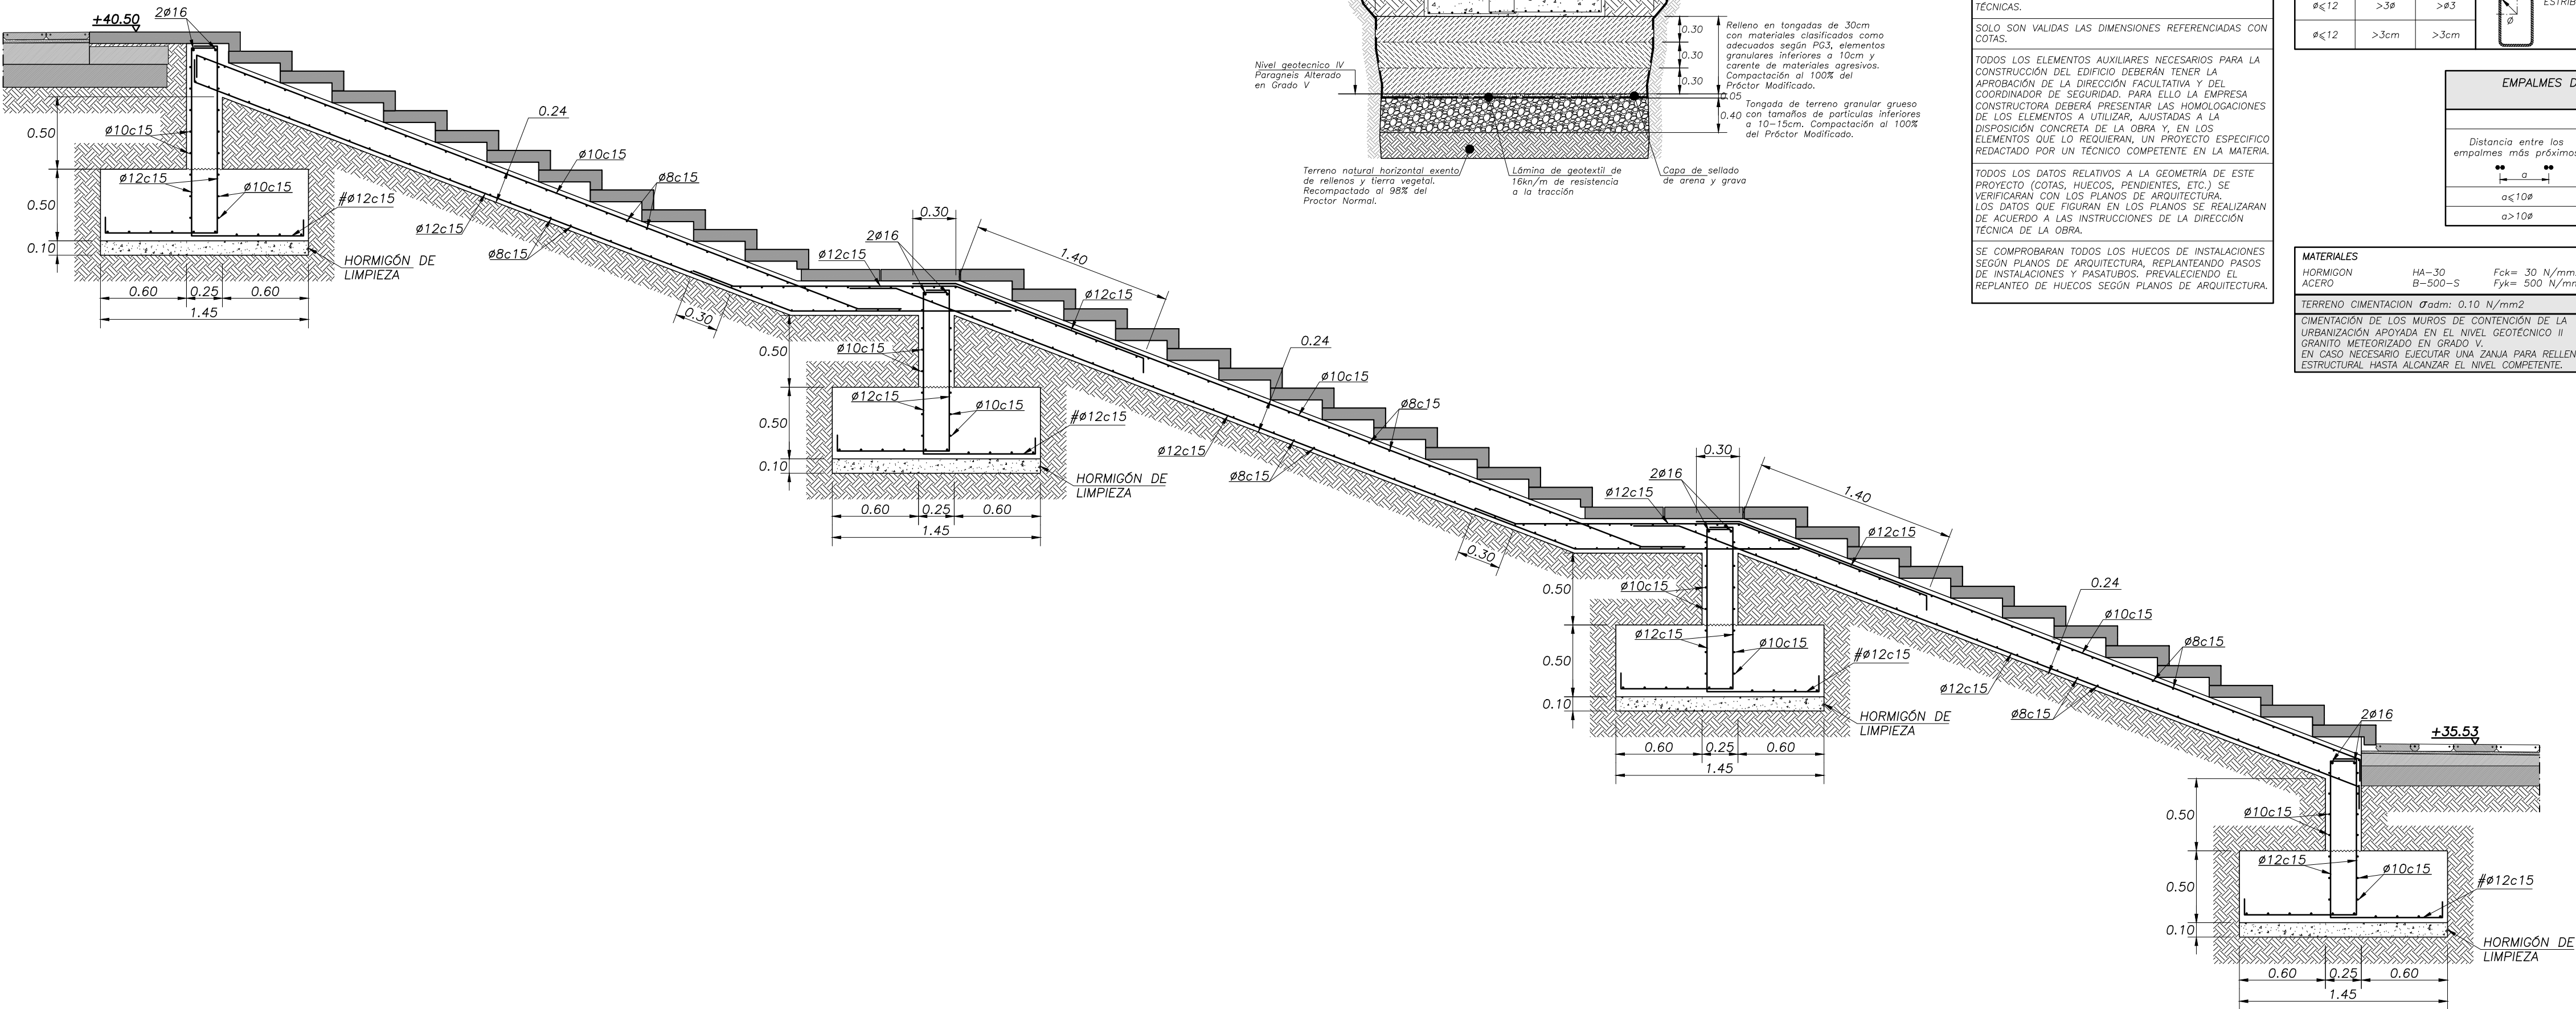 +40.50
2ø16
0.50
ø10c15
ø12c15
ø10c15
0.50
#ø12c15
0.10
HORMIGÓN DE
LIMPIEZA
0.60
0.25
0.60
1.45
0.24
ø10c15
ø8c15
ø12c15
ø8c15
0.30
0.30
2ø16
ø12c15
1.40
ø12c15
0.50
ø10c15
ø12c15
ø10c15
0.50
#ø12c15
0.10
HORMIGÓN DE
LIMPIEZA
0.60
0.25
0.60
1.45
0.24
ø10c15
ø8c15
ø12c15
ø8c15
0.30
0.30
2ø16
ø12c15
1.40
ø12c15
0.50
ø10c15
ø12c15
ø10c15
0.50
#ø12c15
0.10
HORMIGÓN DE
LIMPIEZA
0.60
0.25
0.60
1.45
0.24
ø10c15
ø8c15
ø12c15
ø8c15
2ø16
+35.53
0.50
ø10c15
ø12c15
ø10c15
0.50
#ø12c15
0.10
HORMIGÓN DE
LIMPIEZA
0.60
0.25
0.60
1.45
Nivel geotecnico IV
Paragneis Alterado
en Grado V
0.30
0.30
0.30
0.05
0.40
Relleno en tongadas de 30cm
con materiales clasificados como
adecuados según PG3, elementos
granulares inferiores a 10cm y
carente de materiales agresivos.
Compactación al 100% del
Próctor Modificado.
Tongada de terreno granular grueso
con tamaños de particulas inferiores
a 10-15cm. Compactación al 100%
del Próctor Modificado.
Terreno natural horizontal exento
de rellenos y tierra vegetal.
Recompactado al 98% del
Proctor Normal.
Lámina de geotextil de
16kn/m de resistencia
a la tracción
Capa de sellado
de arena y grava
TÉCNICAS.
SOLO SON VALIDAS LAS DIMENSIONES REFERENCIADAS CON
COTAS.
TODOS LOS ELEMENTOS AUXILIARES NECESARIOS PARA LA
CONSTRUCCIÓN DEL EDIFICIO DEBERÁN TENER LA
APROBACIÓN DE LA DIRECCIÓN FACULTATIVA Y DEL
COORDINADOR DE SEGURIDAD. PARA ELLO LA EMPRESA
CONSTRUCTORA DEBERÁ PRESENTAR LAS HOMOLOGACIONES
DE LOS ELEMENTOS A UTILIZAR, AJUSTADAS A LA
DISPOSICIÓN CONCRETA DE LA OBRA Y, EN LOS
ELEMENTOS QUE LO REQUIERAN, UN PROYECTO ESPECIFICO
REDACTADO POR UN TÉCNICO COMPETENTE EN LA MATERIA.
TODOS LOS DATOS RELATIVOS A LA GEOMETRÍA DE ESTE
PROYECTO (COTAS, HUECOS, PENDIENTES, ETC.) SE
VERIFICARAN CON LOS PLANOS DE ARQUITECTURA.
LOS DATOS QUE FIGURAN EN LOS PLANOS SE REALIZARAN
DE ACUERDO A LAS INSTRUCCIONES DE LA DIRECCIÓN
TÉCNICA DE LA OBRA.
SE COMPROBARAN TODOS LOS HUECOS DE INSTALACIONES
SEGÚN PLANOS DE ARQUITECTURA, REPLANTEANDO PASOS
DE INSTALACIONES Y PASATUBOS. PREVALECIENDO EL
REPLANTEO DE HUECOS SEGÚN PLANOS DE ARQUITECTURA.
ø⩽12 >3ø >ø3
ø⩽12 >3cm >3cm
ø
ESTRIB
EMPALMES D
Distancia entre los
empalmes más próximos
a
a⩽10ø
a>10ø
MATERIALES
HORMIGON HA-30 Fck= 30 N/mm
ACERO B-500-S Fyk= 500 N/mm
TERRENO CIMENTACION σadm: 0.10 N/mm2
CIMENTACIÓN DE LOS MUROS DE CONTENCIÓN DE LA
URBANIZACIÓN APOYADA EN EL NIVEL GEOTÉCNICO II
GRANITO METEORIZADO EN GRADO V.
EN CASO NECESARIO EJECUTAR UNA ZANJA PARA RELLEN
ESTRUCTURAL HASTA ALCANZAR EL NIVEL COMPETENTE.